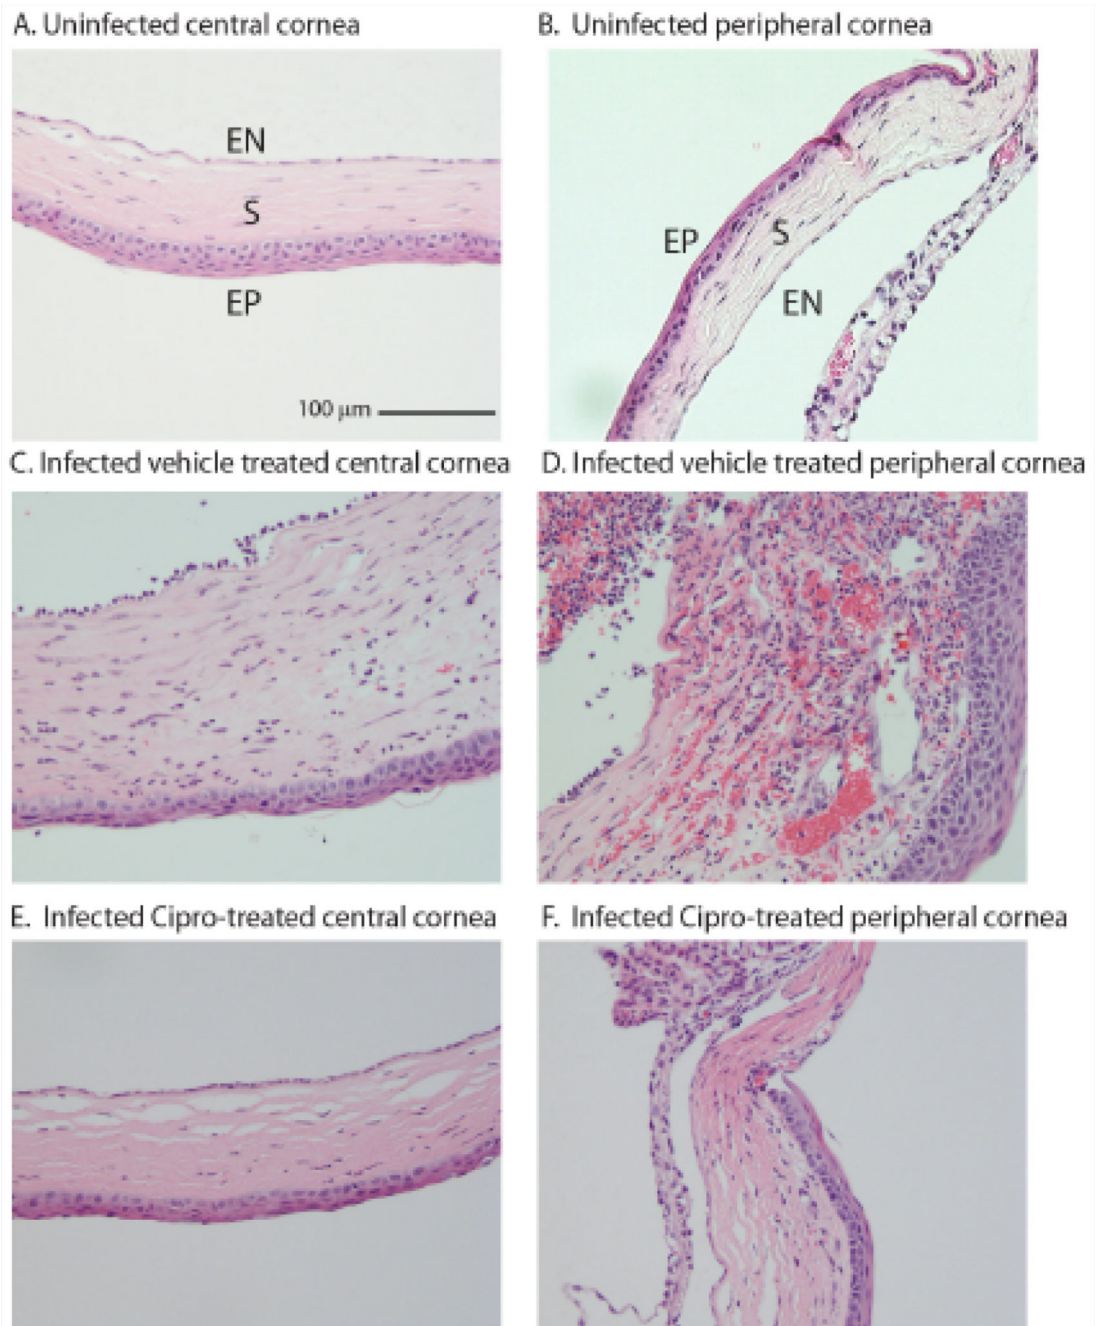 A. Uninfected central cornea
B. Uninfected peripheral cornea
EN
S
EP
100 μm
EP
S
EN
C. Infected vehicle treated central cornea
D. Infected vehicle treated peripheral cornea
E. Infected Cipro-treated central cornea
F. Infected Cipro-treated peripheral cornea